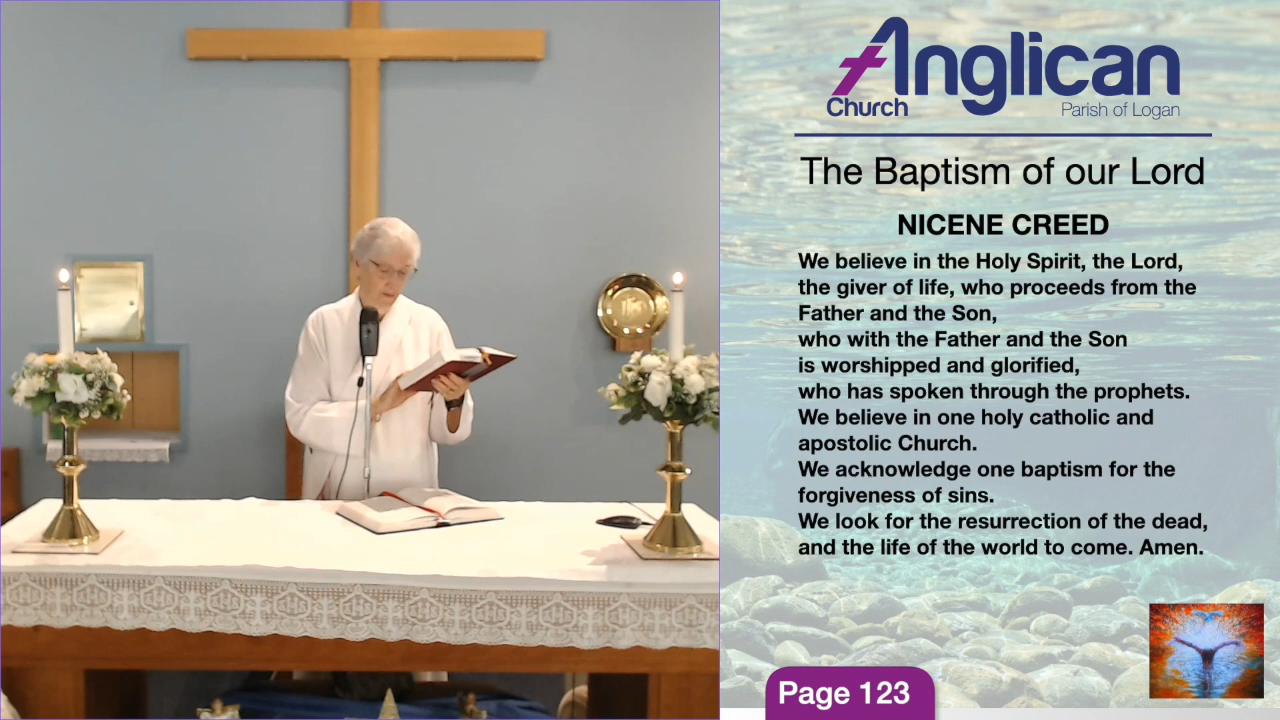 Anglican
Church
Parish of Logan
The Baptism of our Lord
NICENE CREED
We believe in the Holy Spirit, the Lord,
the giver of life, who proceeds from the
Father and the Son,
who with the Father and the Son
is worshipped and glorified,
who has spoken through the prophets.
We believe in one holy catholic and
apostolic Church.
We acknowledge one baptism for the
forgiveness of sins.
We look for the resurrection of the dead,
and the life of the world to come. Amen.
Page 123